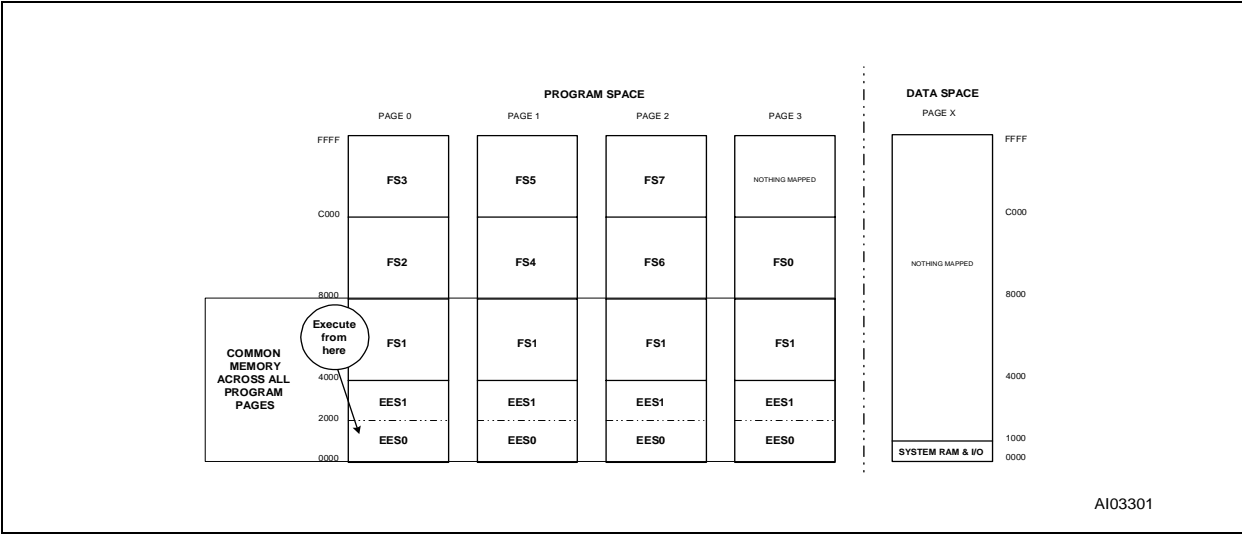 PROGRAM SPACE
DATA SPACE
PAGE 0 PAGE 1 PAGE 2 PAGE 3 PAGE X
FFFF FFFF
FS3 FS5 FS7 NOTHING MAPPED
C000 C000
FS2 FS4 FS6 FS0 NOTHING MAPPED
8000 8000
Execute
from
here
FS1 FS1 FS1 FS1
COMMON
MEMORY
ACROSS ALL
PROGRAM
PAGES
4000 4000
EES1 EES1 EES1 EES1
2000
1000
EES0 EES0 EES0 EES0 SYSTEM RAM & I/O
0000 0000
AI03301